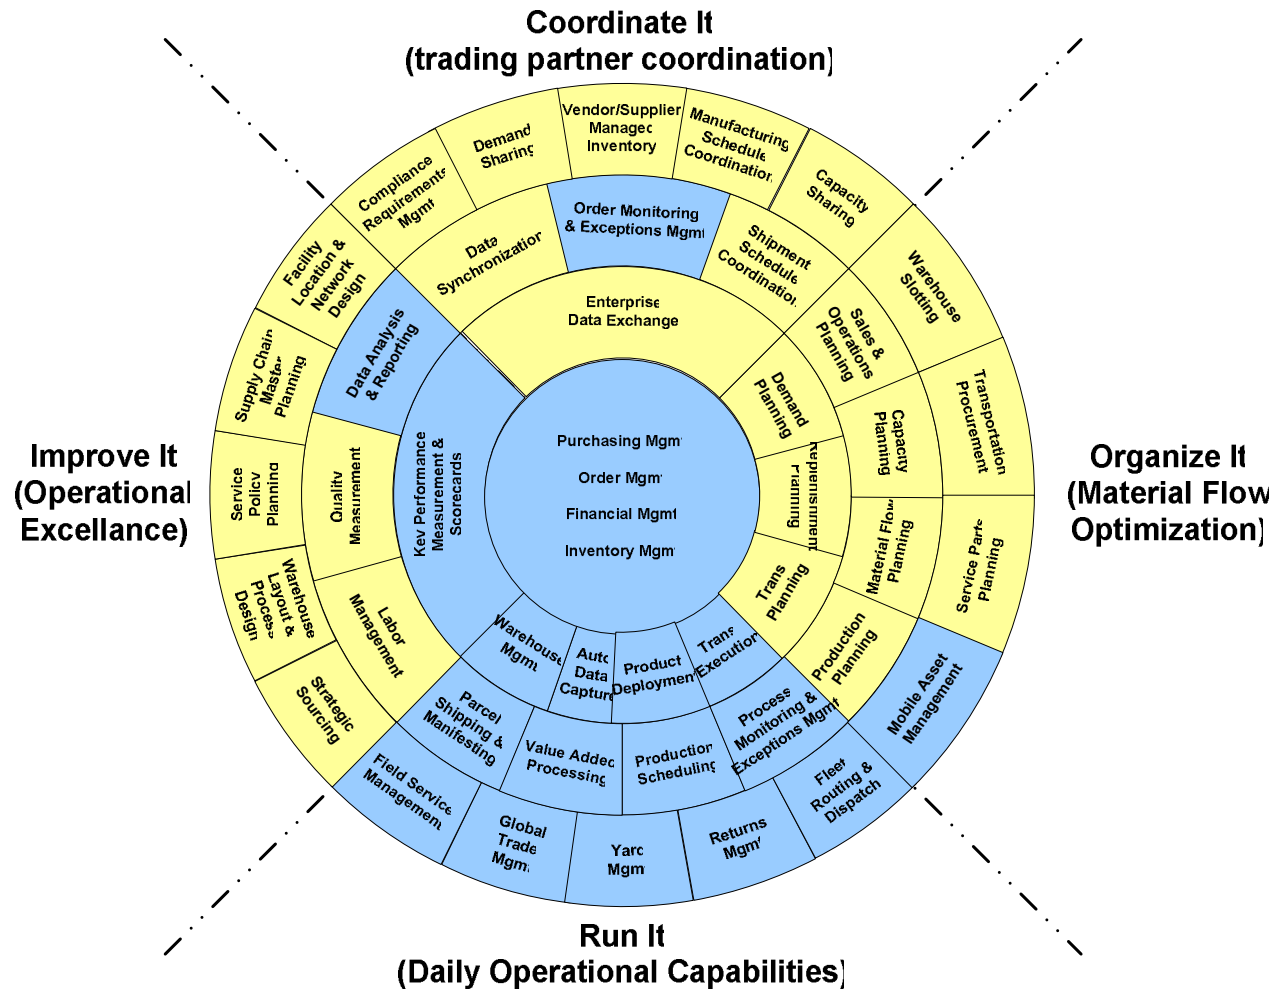 Coordinate It
(trading partner coordination)
Vendor/Supplier
Managed
Inventory
Manufacturing
Schedule
Coordination
Demand
Sharing
Compliance
Requirements
Mgmt
Capacity
Sharing
Order Monitoring
& Exceptions Mgmt
Data
Synchronization
Shipment
Schedule
Coordination
Enterprise
Data Exchange
Facility
Location &
Network
Design
Data Analysis
& Reporting
Supply Chain
Master
Planning
Service
Policy
Planning
Quality
Measurement
Key Performance
Measurement &
Scorecards
Warehouse
Layout &
Process
Design
Labor
Management
Strategic
Sourcing
Improve It
(Operational
Excellance)
Purchasing Mgmt
Order Mgmt
Financial Mgmt
Inventory Mgmt
Warehouse
Slotting
Sales &
Operations
Planning
Demand
Planning
Transportation
Procurement
Capacity
Planning
Replenishment
Planning
Material Flow
Planning
Service Parts
Planning
Trans
Planning
Production
Planning
Organize It
(Material Flow
Optimization)
Warehouse
Mgmt
Auto
Data
Capture
Product
Deployment
Trans
Execution
Parcel
Shipping &
Manifesting
Value Added
Processing
Production
Scheduling
Process
Monitoring &
Exceptions Mgmt
Mobile Asset
Management
Field Service
Management
Global
Trade
Mgmt
Yard
Mgmt
Returns
Mgmt
Fleet
Routing &
Dispatch
Run It
(Daily Operational Capabilities)